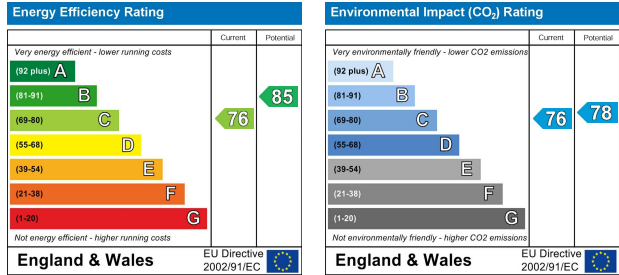 Energy Efficiency Rating
Current Potential
Very energy efficient - lower running costs
(92 plus) A
(81-91) B
(69-80) C
(55-68) D
(39-54) E
(21-38) F
(1-20) G
76
85
Not energy efficient - higher running costs
England & Wales
EU Directive
2002/91/EC
Environmental Impact (CO₂) Rating
Current Potential
Very environmentally friendly - lower CO2 emissions
(92 plus) A
(81-91) B
(69-80) C
(55-68) D
(39-54) E
(21-38) F
(1-20) G
76
78
Not environmentally friendly - higher CO2 emissions
England & Wales
EU Directive
2002/91/EC